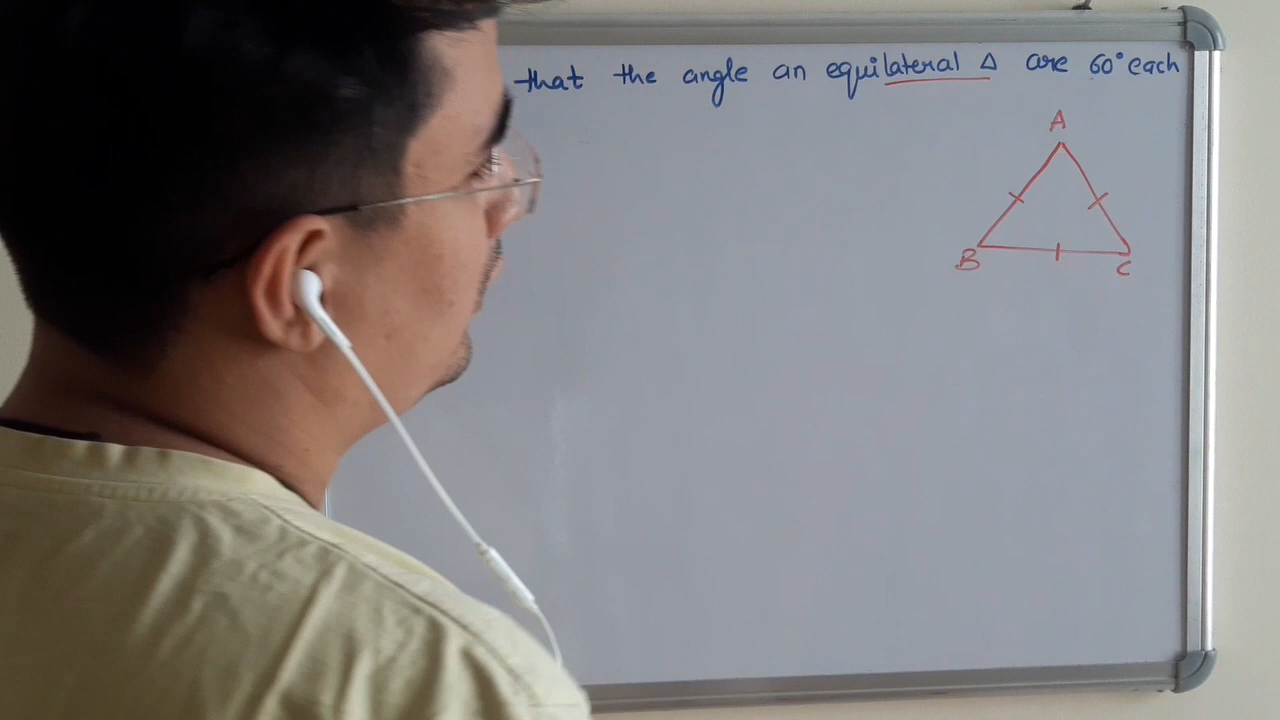 that the angle an equilateral Δ are 60° each
A
B
C